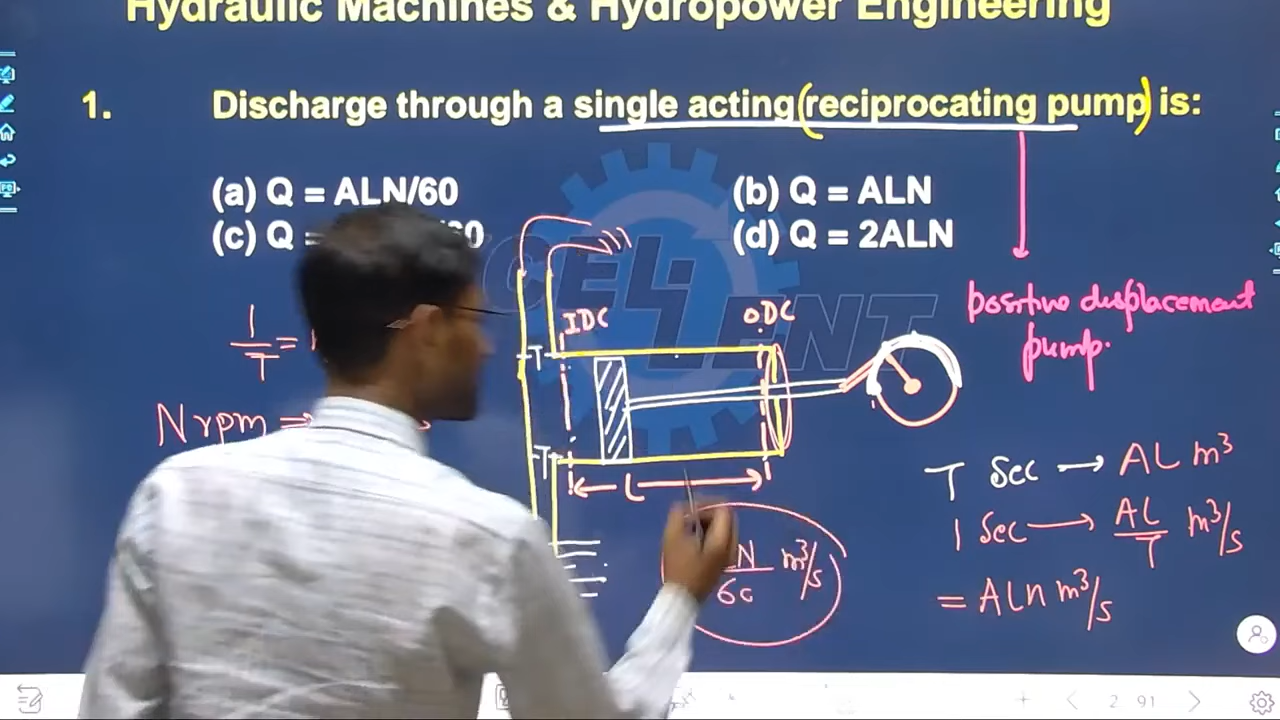 Hydraulic Machines & Hydropower Engineering
1. Discharge through a single acting (reciprocating pump) is:
(a) Q = ALN/60
(b) Q = ALN
(c) Q =
(d) Q = 2ALN
IDC
ODC
positive displacement
pump.
1/T =
N rpm ⇒
L
N/60 m³/s
T Sec → AL m³
1 Sec → AL/T m³/s
= ALn m³/s
2 91